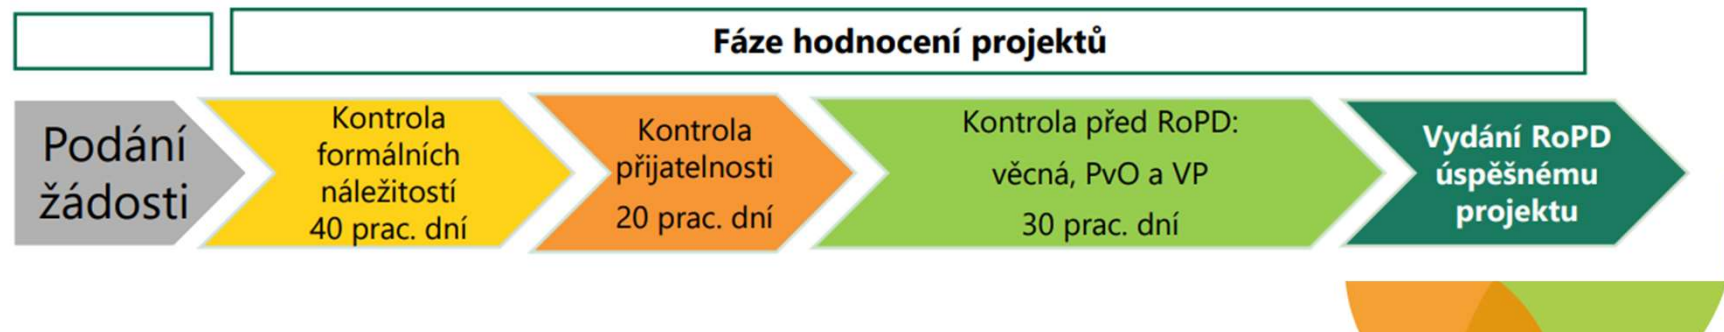 Fáze hodnocení projektů
Podání
žádosti
Kontrola
formálních
náležitostí
40 prac. dní
Kontrola
přijatelnosti
20 prac. dní
Kontrola před RoPD:
věcná, PvO a VP
30 prac. dní
Vydání RoPD
úspěšnému
projektu